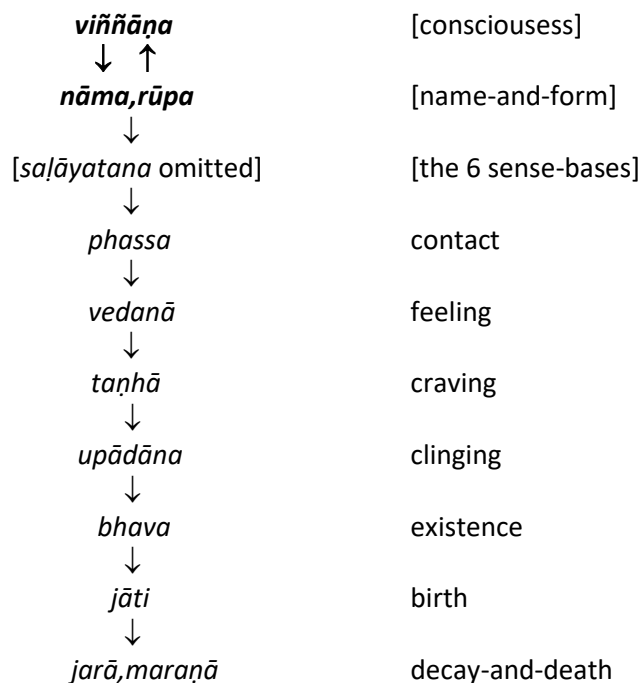 viññāṇa [consciousess]
↓ ↑
nāma,rūpa [name-and-form]
↓
[saḷāyatana omitted] [the 6 sense-bases]
↓
phassa contact
↓
vedanā feeling
↓
taṇhā craving
↓
upādāna clinging
↓
bhava existence
↓
jāti birth
↓
jarā,maraṇā decay-and-death